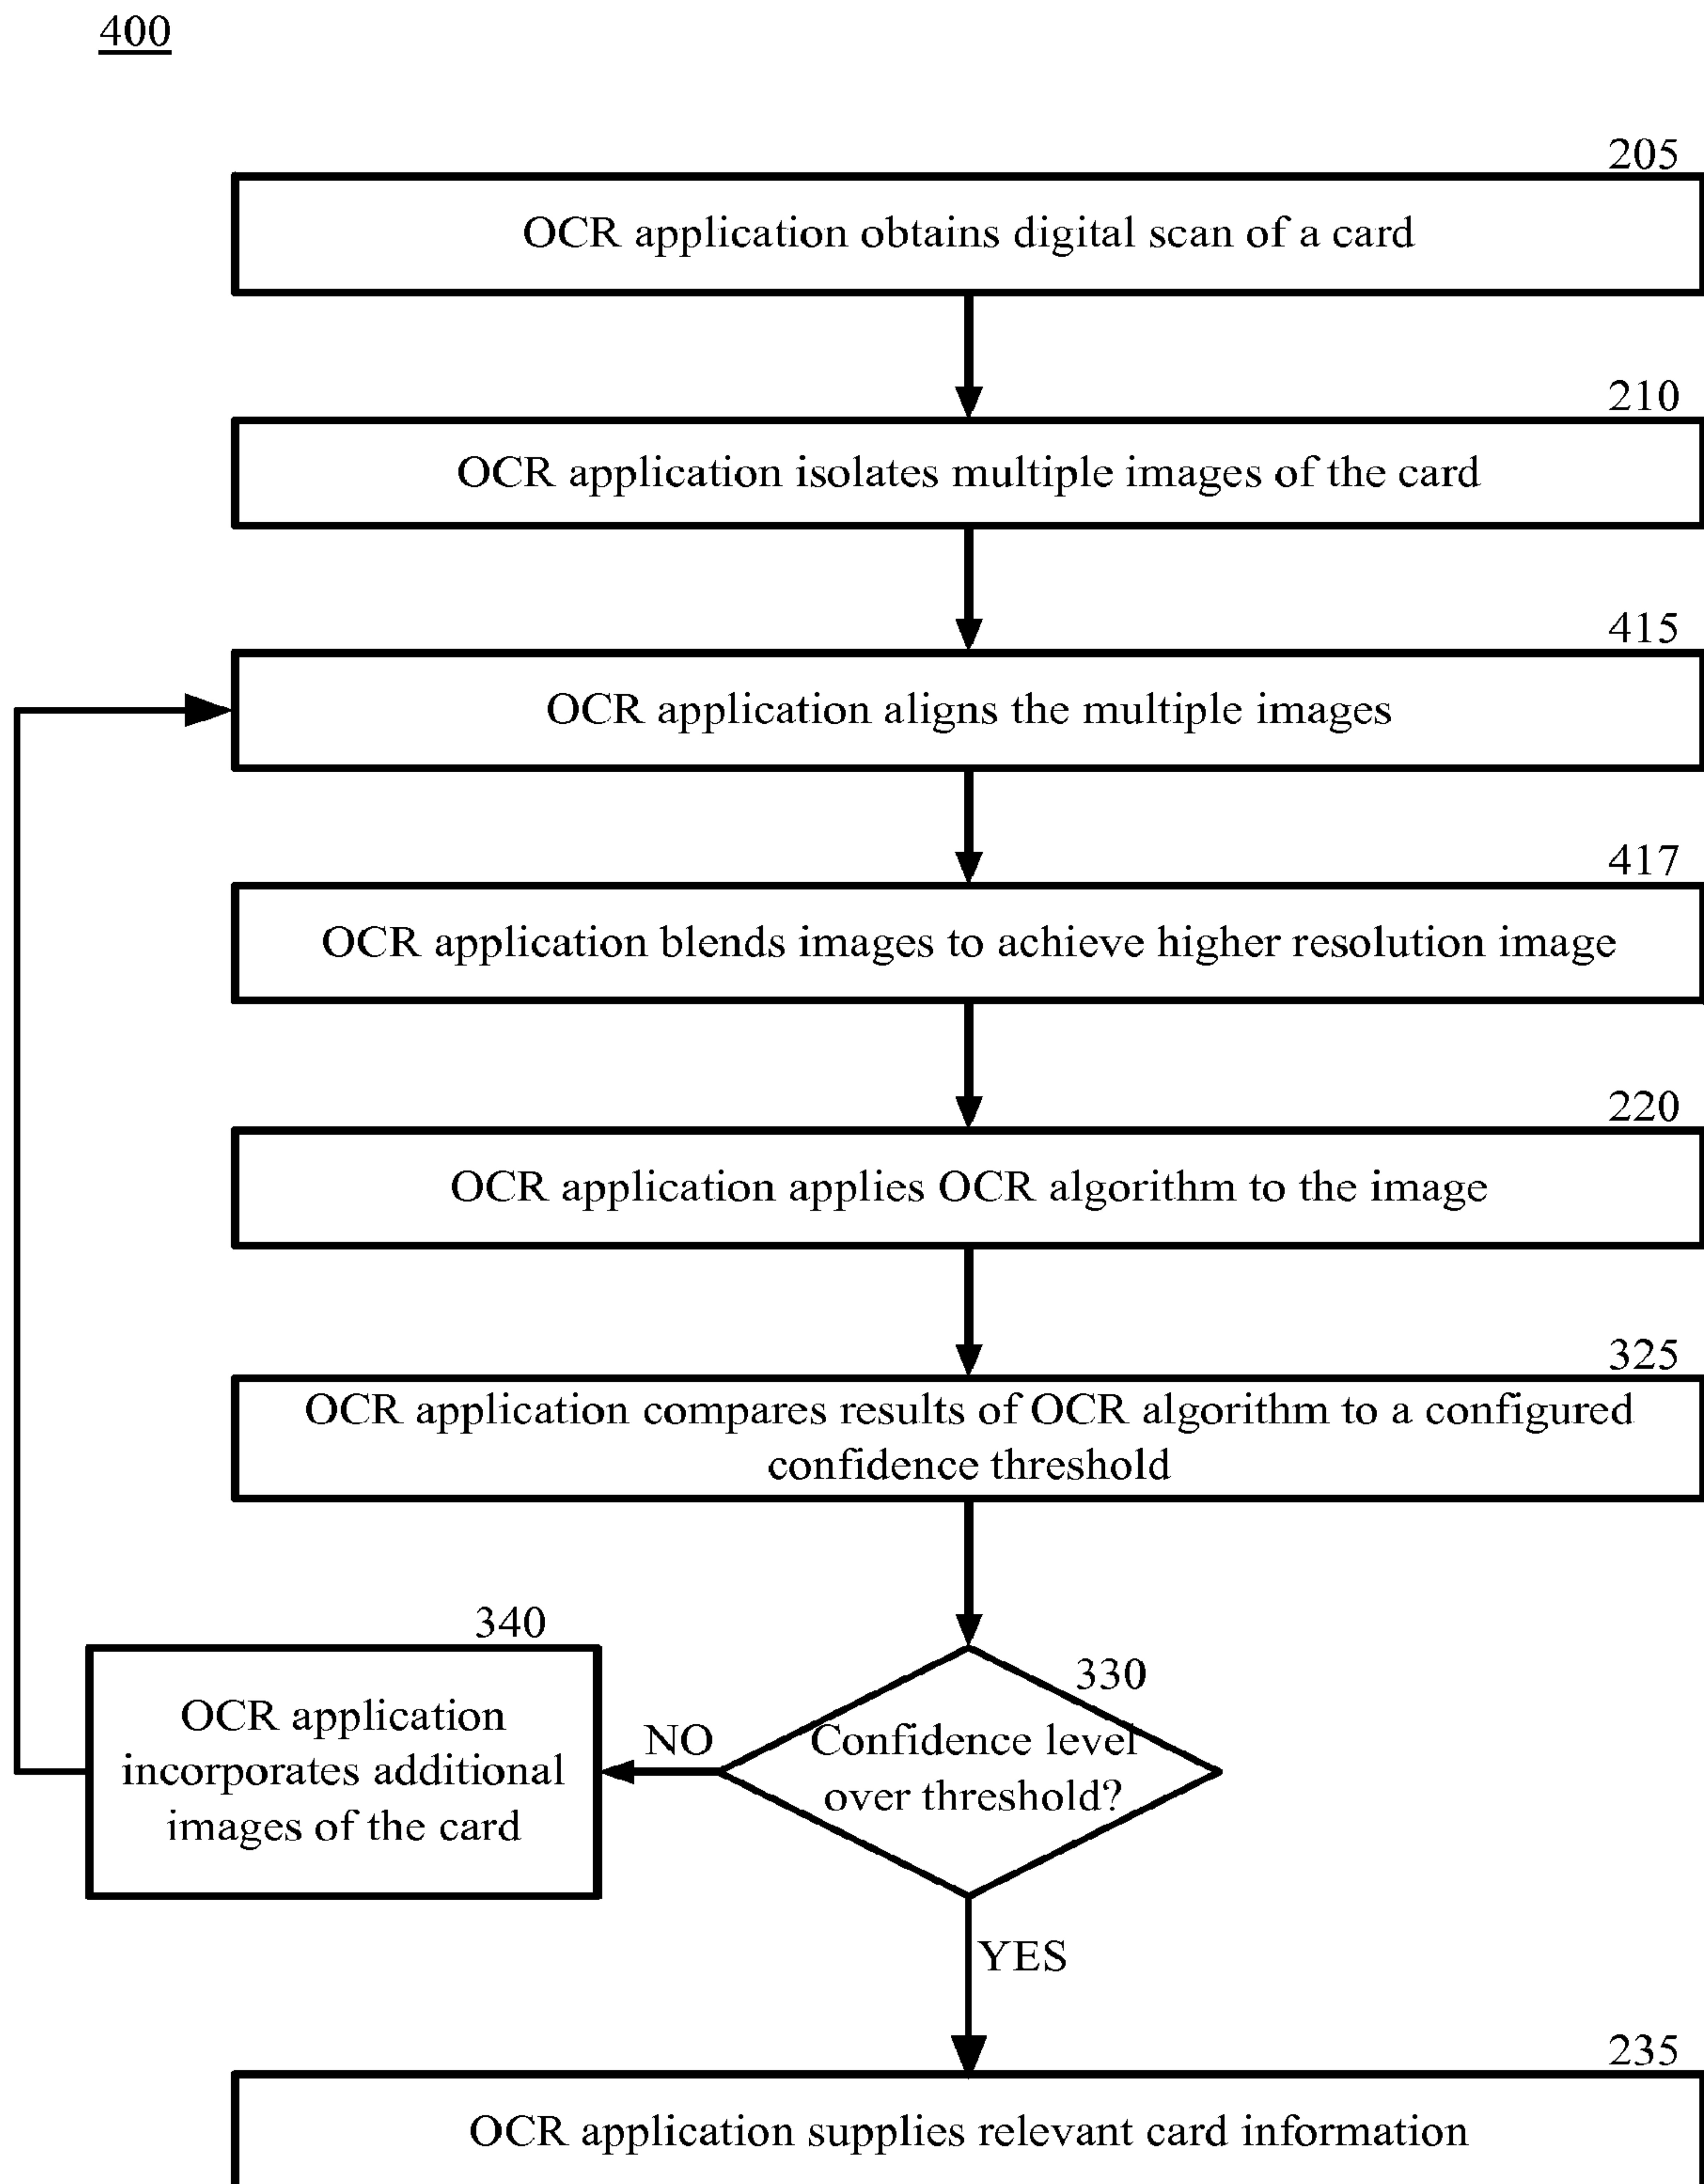 400
205
OCR application obtains digital scan of a card
210
OCR application isolates multiple images of the card
415
OCR application aligns the multiple images
417
OCR application blends images to achieve higher resolution image
220
OCR application applies OCR algorithm to the image
325
OCR application compares results of OCR algorithm to a configured
confidence threshold
340
OCR application
incorporates additional
images of the card
NO
330
Confidence level
over threshold?
YES
235
OCR application supplies relevant card information